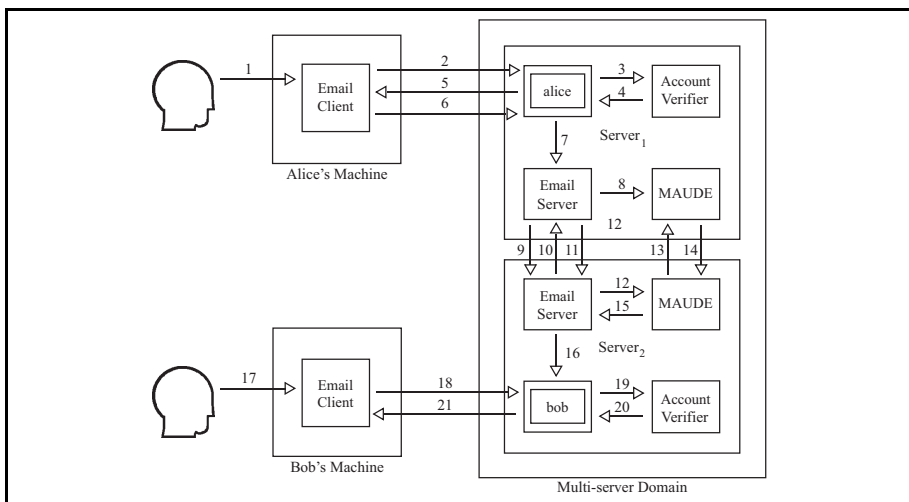 1
2
3
5
4
6
Email
Client
alice
Account
Verifier
7
Server1
Alice's Machine
Email
Server
8
MAUDE
12
9
10
11
13
14
Email
Server
12
15
MAUDE
16
Server2
17
Email
Client
18
21
bob
19
20
Account
Verifier
Bob's Machine
Multi-server Domain